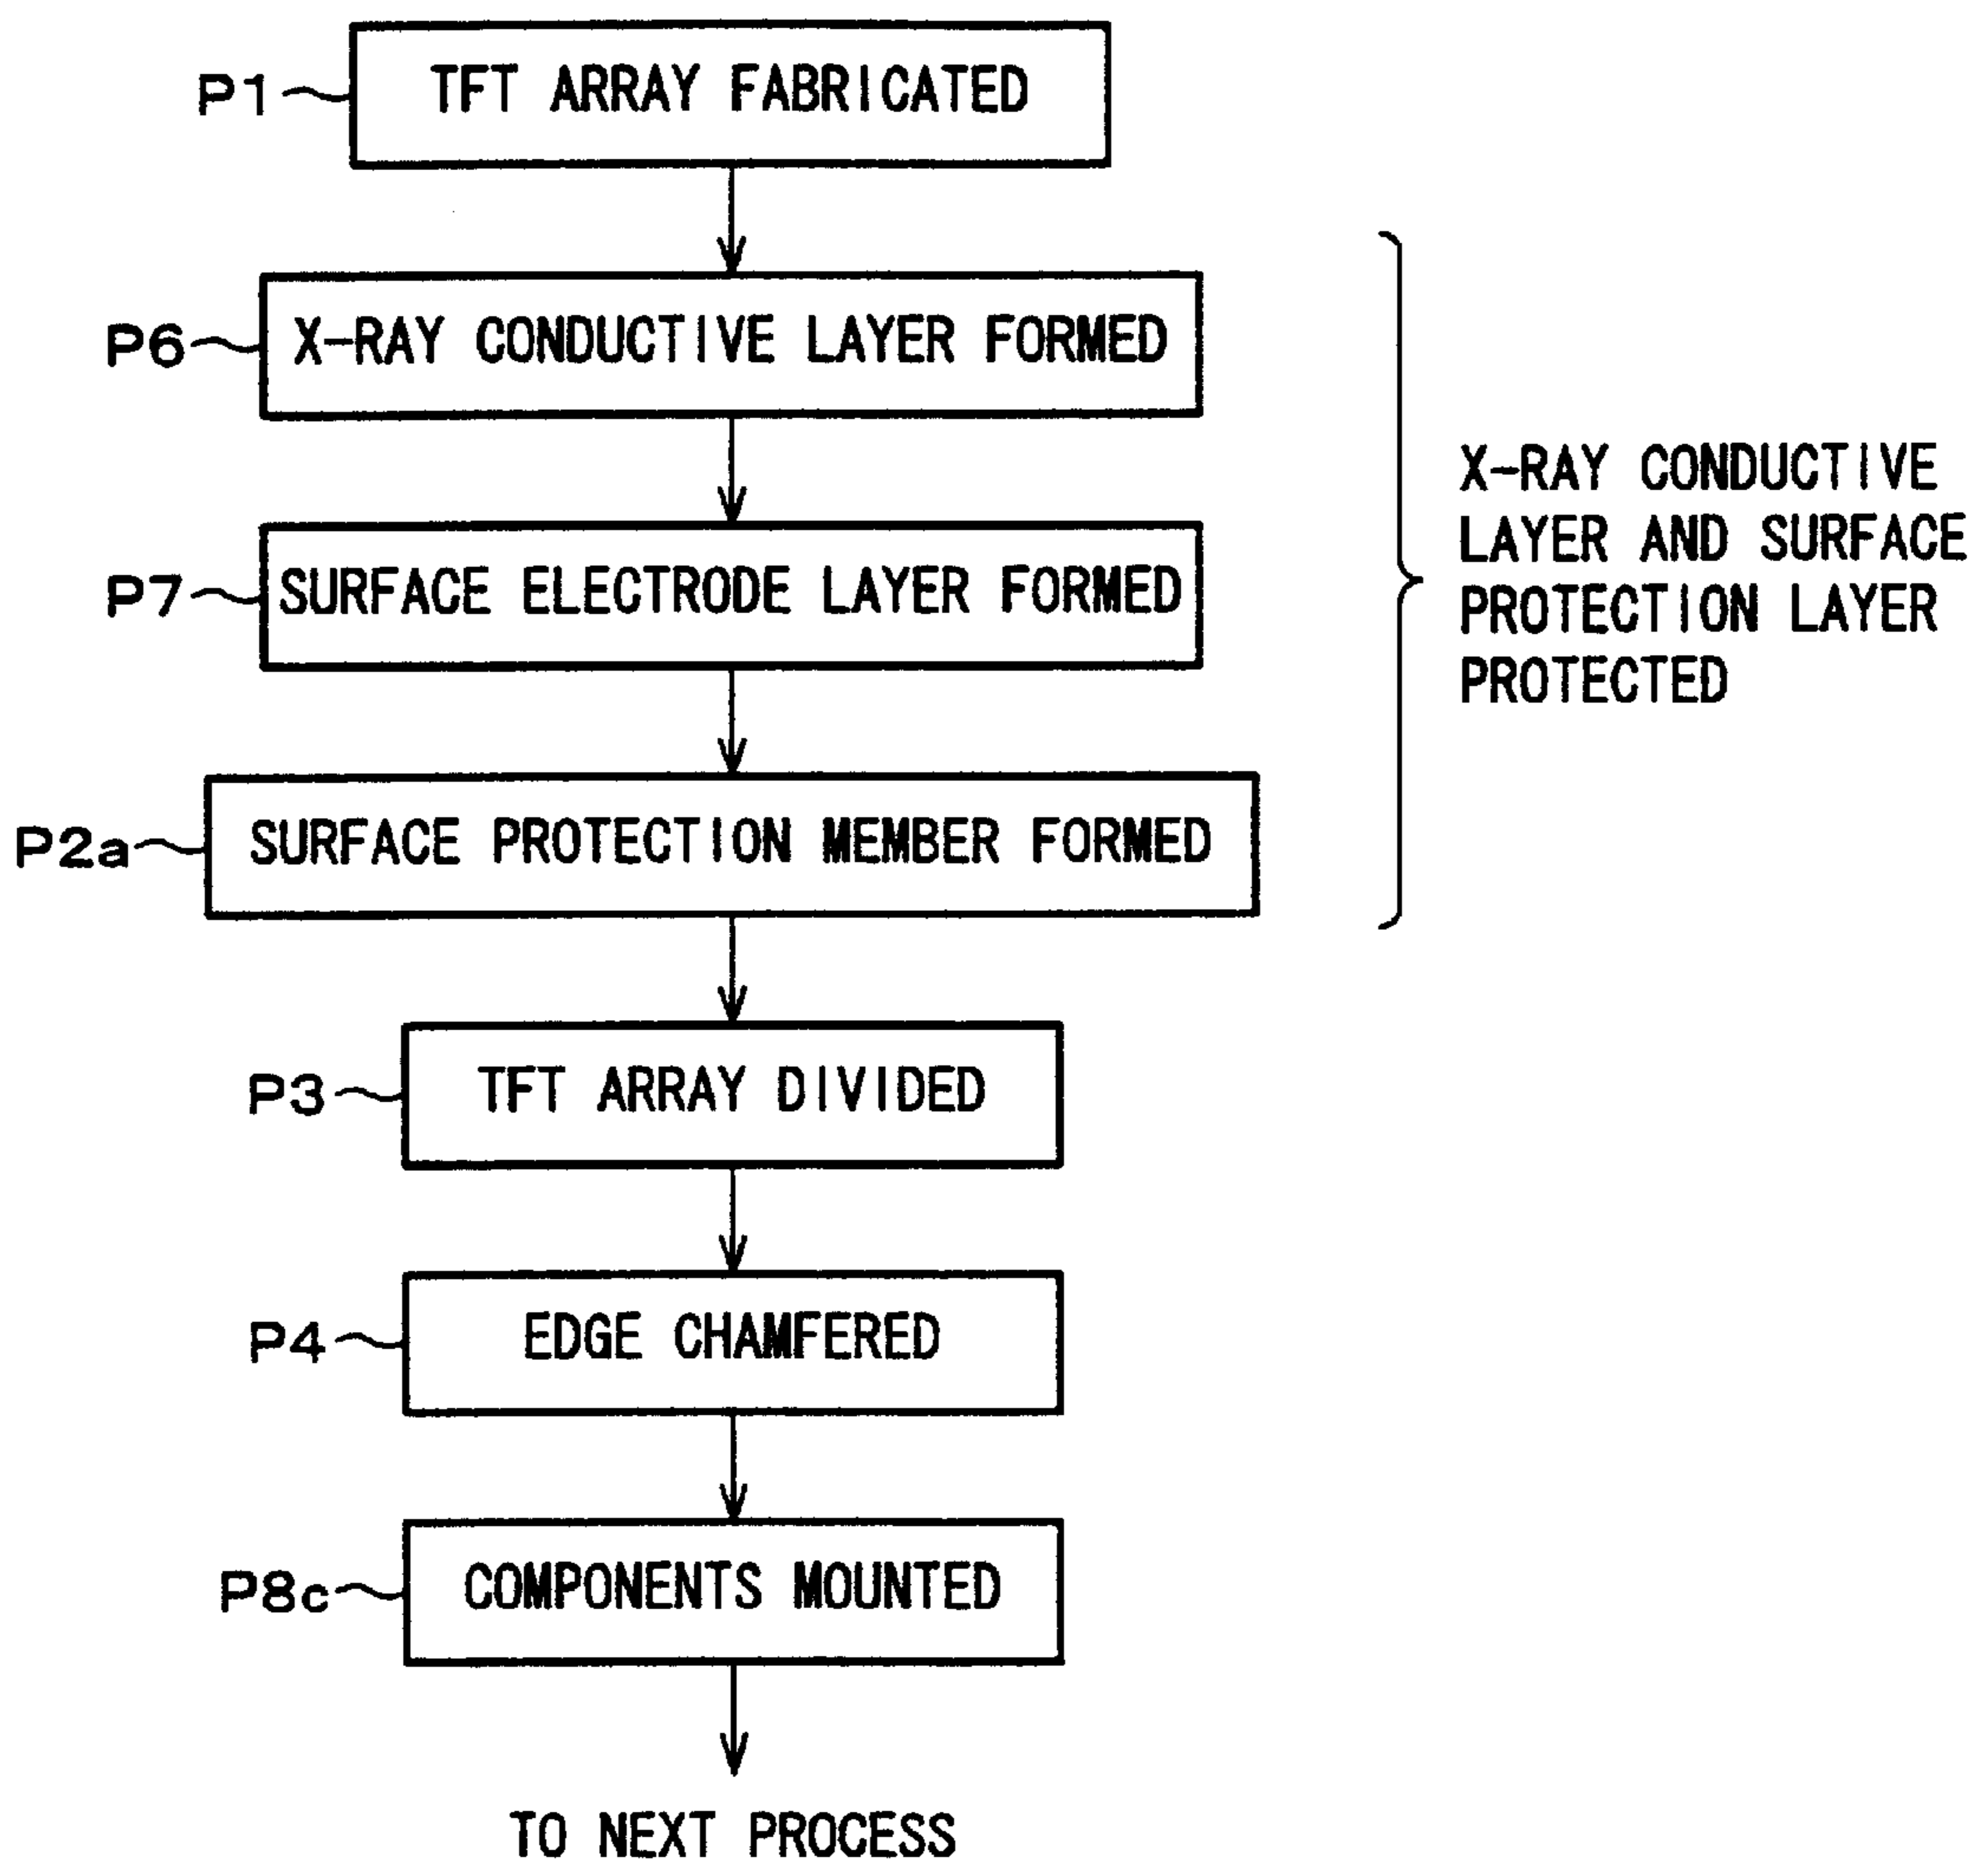 P1 TFT ARRAY FABRICATED
P6 X-RAY CONDUCTIVE LAYER FORMED
P7 SURFACE ELECTRODE LAYER FORMED
P2a SURFACE PROTECTION MEMBER FORMED
X-RAY CONDUCTIVE
LAYER AND SURFACE
PROTECTION LAYER
PROTECTED
P3 TFT ARRAY DIVIDED
P4 EDGE CHAMFERED
P8c COMPONENTS MOUNTED
TO NEXT PROCESS